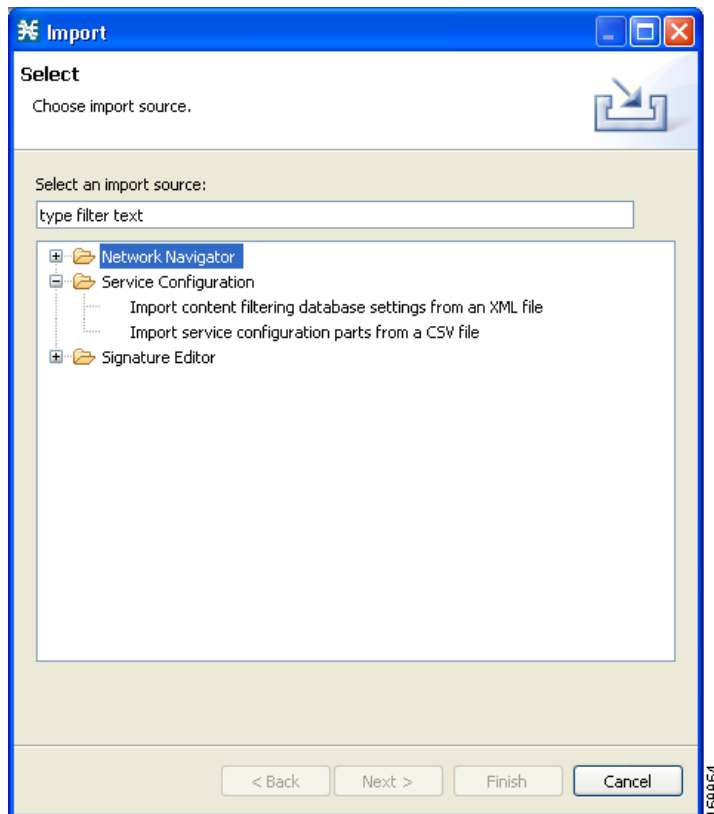 Import
Select
Choose import source.
Select an import source:
type filter text
Network Navigator
Service Configuration
Import content filtering database settings from an XML file
Import service configuration parts from a CSV file
Signature Editor
< Back
Next >
Finish
Cancel